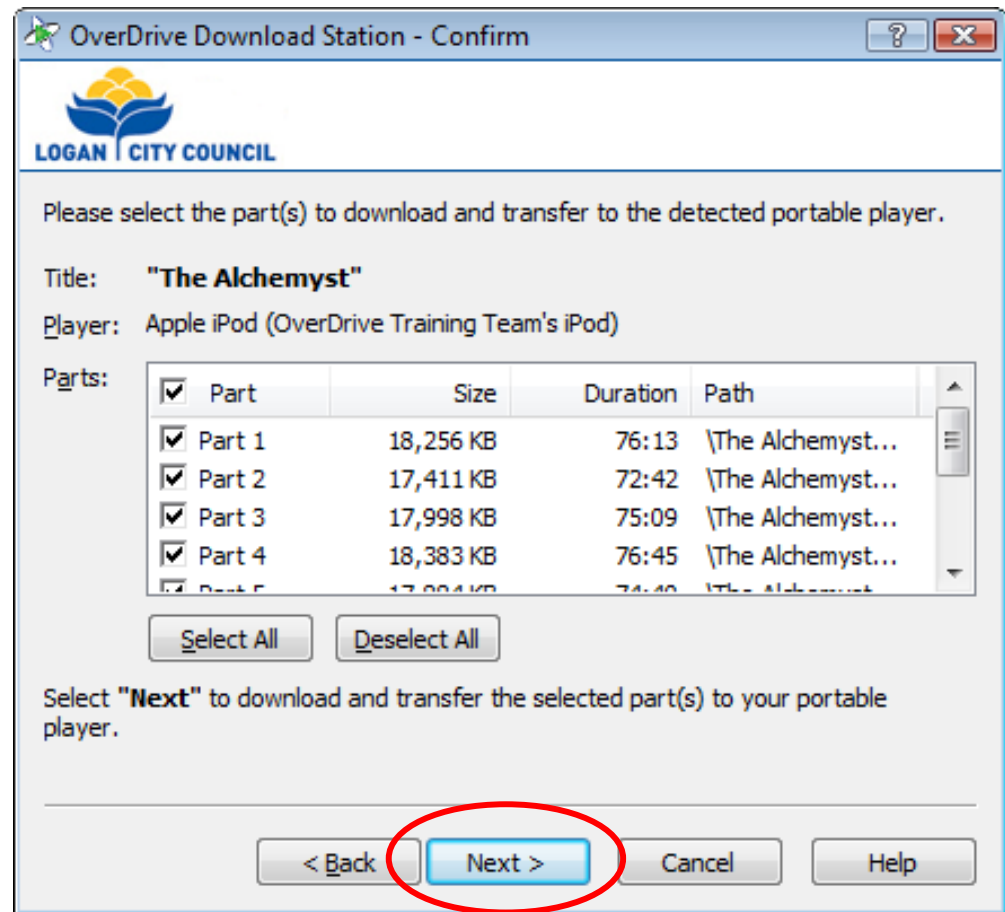 OverDrive Download Station - Confirm
?
LOGAN CITY COUNCIL
Please select the part(s) to download and transfer to the detected portable player.
Title: "The Alchemyst"
Player: Apple iPod (OverDrive Training Team's iPod)
Parts:
Part Size Duration Path
Part 1 18,256 KB 76:13 \The Alchemyst...
Part 2 17,411 KB 72:42 \The Alchemyst...
Part 3 17,998 KB 75:09 \The Alchemyst...
Part 4 18,383 KB 76:45 \The Alchemyst...
Select All Deselect All
Select "Next" to download and transfer the selected part(s) to your portable
player.
< Back Next > Cancel Help